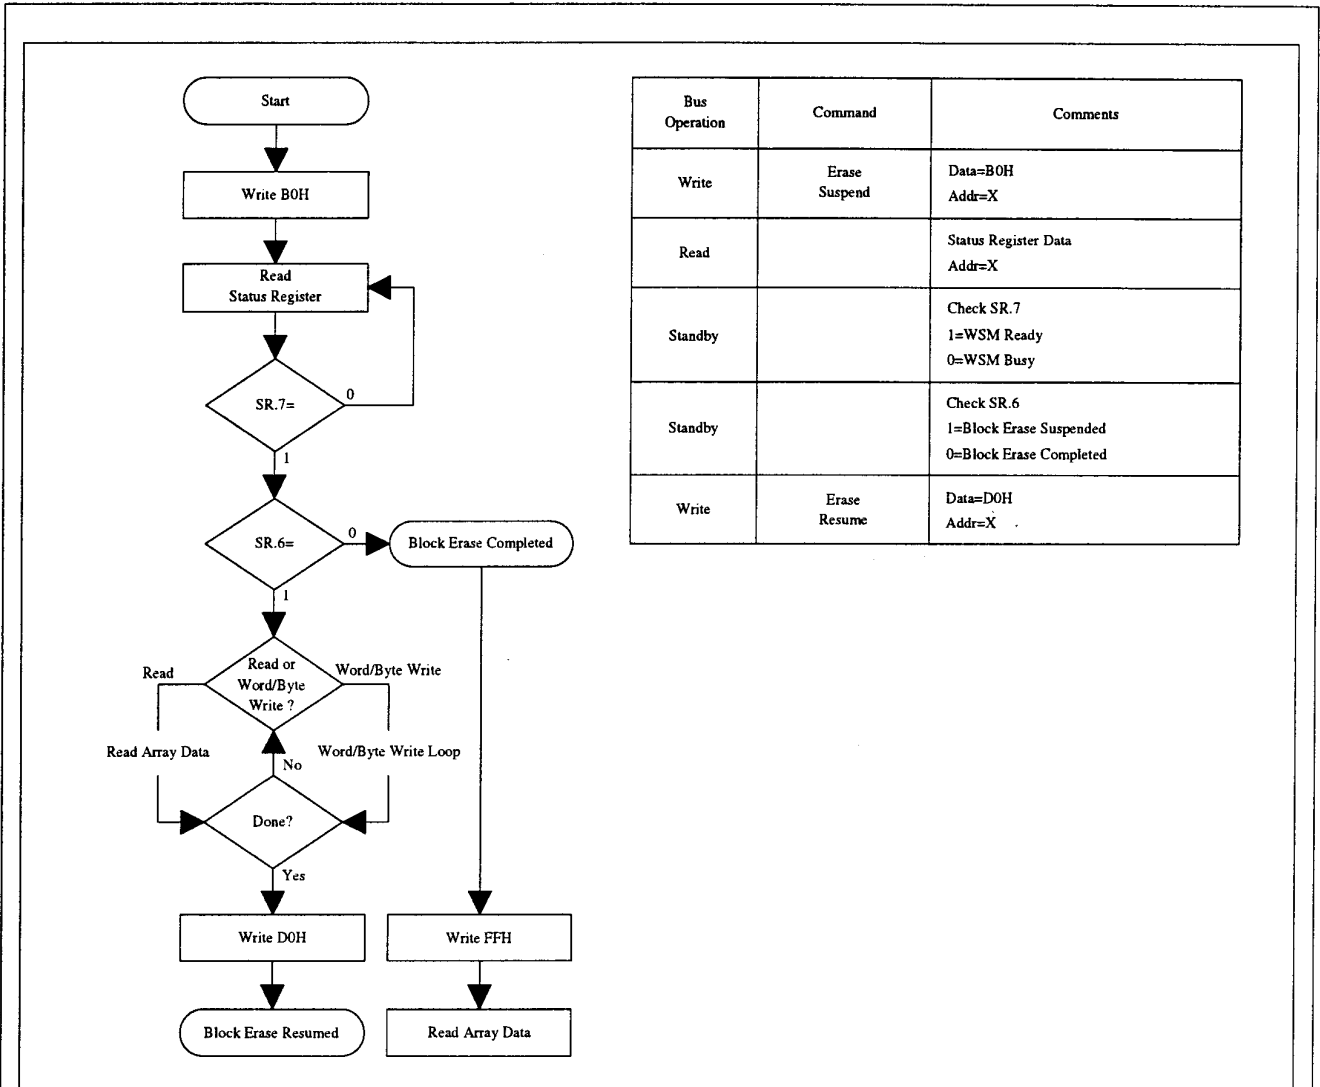 Start
Write B0H
Read
Status Register
SR.7=
0
1
SR.6=
0
Block Erase Completed
1
Read or
Word/Byte
Write ?
Read
Word/Byte Write
Read Array Data
Word/Byte Write Loop
No
Done?
Yes
Write D0H
Write FFH
Block Erase Resumed
Read Array Data
Bus
Operation
Command
Comments
Write
Erase
Suspend
Data=B0H
Addr=X
Read
Status Register Data
Addr=X
Standby
Check SR.7
1=WSM Ready
0=WSM Busy
Standby
Check SR.6
1=Block Erase Suspended
0=Block Erase Completed
Write
Erase
Resume
Data=D0H
Addr=X